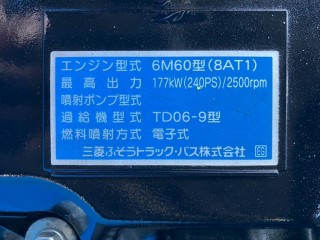 エンジン型式 6M60型(8AT1)
最高出力 177kW(240PS)/2500rpm
噴射ポンプ型式
過給機型式 TD06-9型
燃料噴射方式 電子式
三菱ふそうトラック・バス株式会社